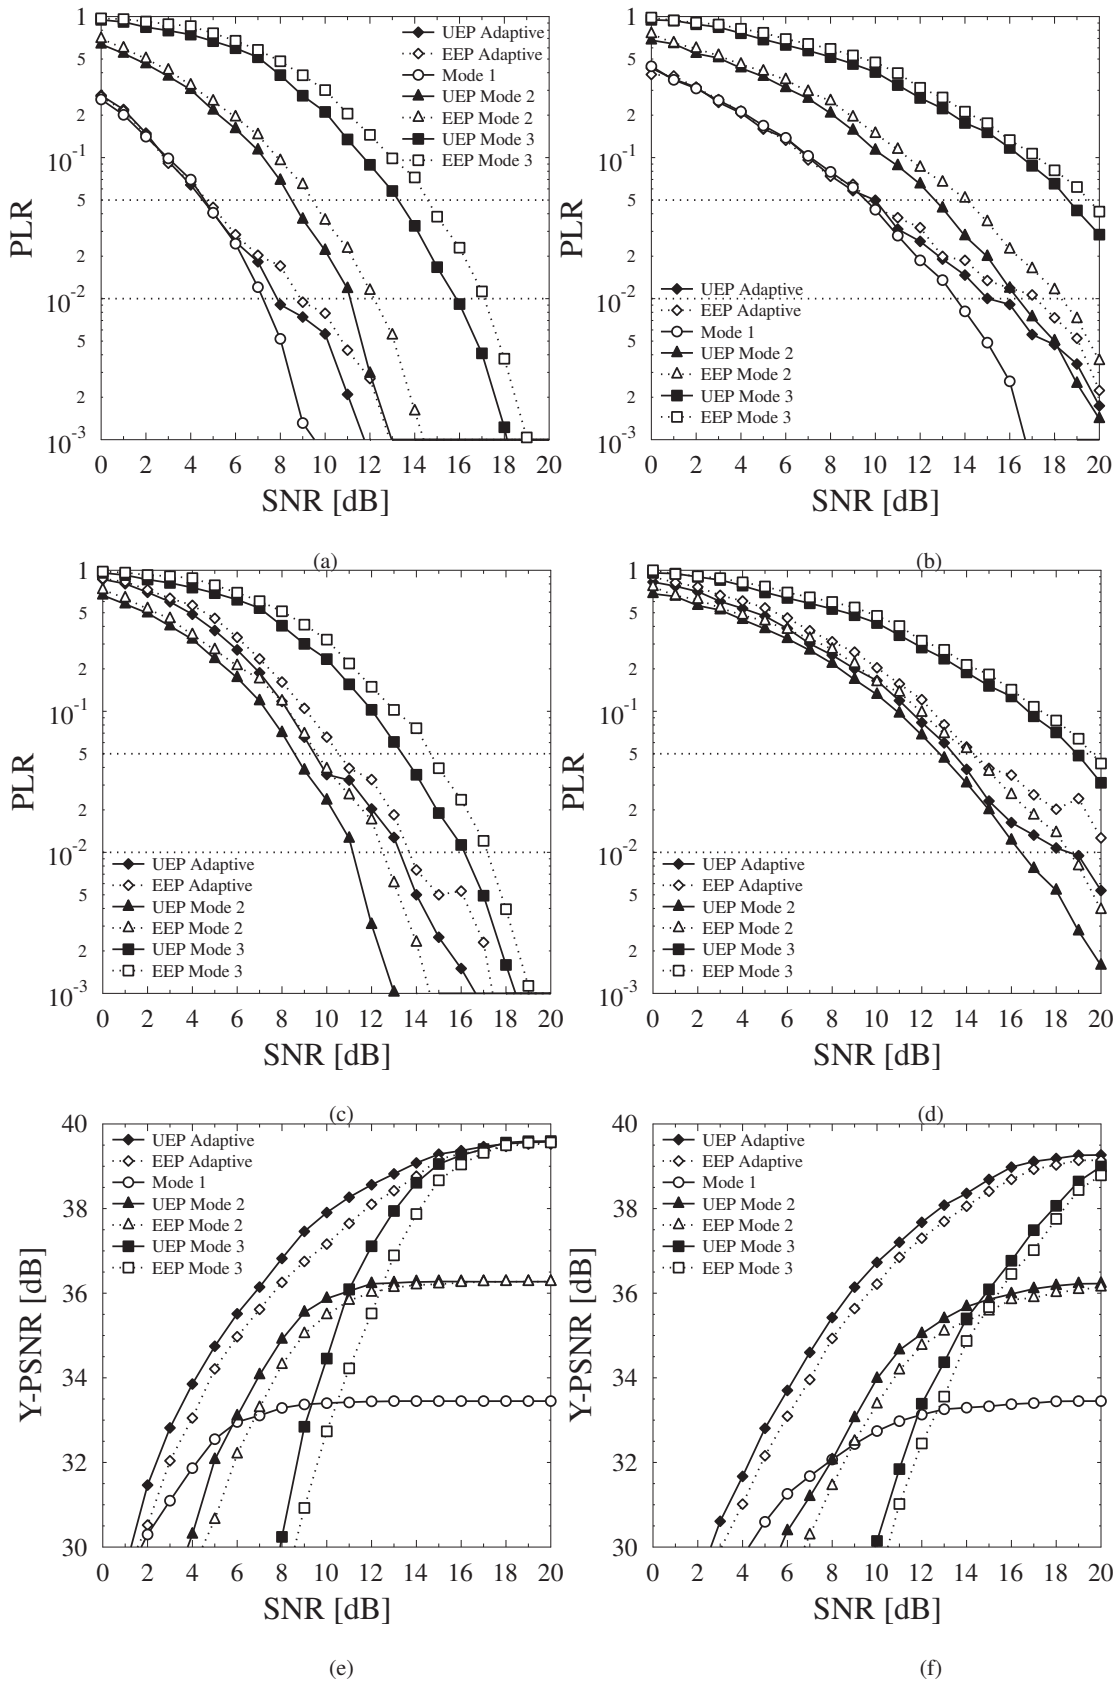 1
5
2
10-1
5
2
10-2
5
2
10-3
PLR
UEP Adaptive
EEP Adaptive
Mode 1
UEP Mode 2
EEP Mode 2
UEP Mode 3
EEP Mode 3
0 2 4 6 8 10 12 14 16 18 20
SNR [dB]
(a)
1
5
2
10-1
5
2
10-2
5
2
10-3
PLR
UEP Adaptive
EEP Adaptive
Mode 1
UEP Mode 2
EEP Mode 2
UEP Mode 3
EEP Mode 3
0 2 4 6 8 10 12 14 16 18 20
SNR [dB]
(b)
1
5
2
10-1
5
2
10-2
5
2
10-3
PLR
UEP Adaptive
EEP Adaptive
UEP Mode 2
EEP Mode 2
UEP Mode 3
EEP Mode 3
0 2 4 6 8 10 12 14 16 18 20
SNR [dB]
(c)
1
5
2
10-1
5
2
10-2
5
2
10-3
PLR
UEP Adaptive
EEP Adaptive
UEP Mode 2
EEP Mode 2
UEP Mode 3
EEP Mode 3
0 2 4 6 8 10 12 14 16 18 20
SNR [dB]
(d)
40
38
36
34
32
30
Y-PSNR [dB]
UEP Adaptive
EEP Adaptive
Mode 1
UEP Mode 2
EEP Mode 2
UEP Mode 3
EEP Mode 3
0 2 4 6 8 10 12 14 16 18 20
SNR [dB]
(e)
40
38
36
34
32
30
Y-PSNR [dB]
UEP Adaptive
EEP Adaptive
Mode 1
UEP Mode 2
EEP Mode 2
UEP Mode 3
EEP Mode 3
0 2 4 6 8 10 12 14 16 18 20
SNR [dB]
(f)